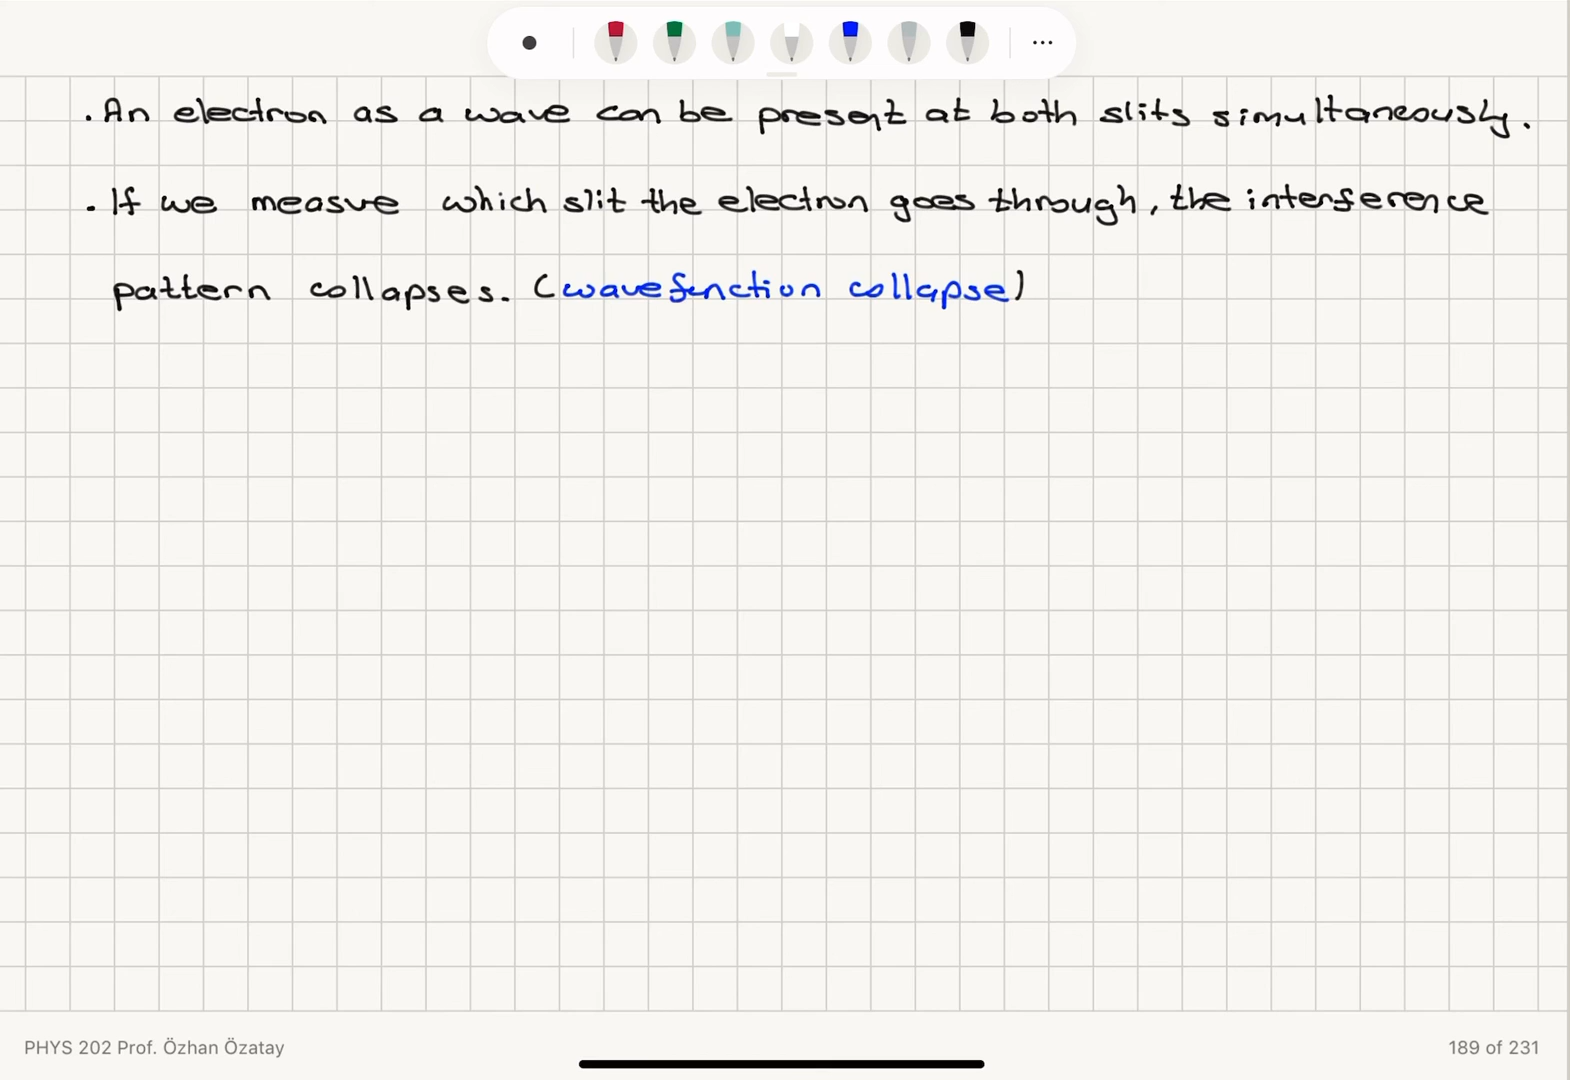 . An electron as a wave can be present at both slits simultaneously.
. If we measure which slit the electron goes through, the interference
pattern collapses. (wavefunction collapse)
PHYS 202 Prof. Özhan Özatay
189 of 231